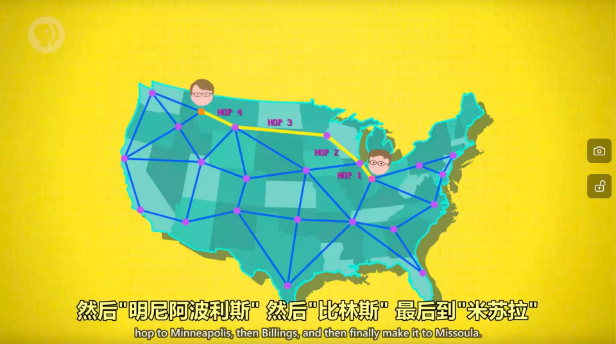 HOP 4
HOP 3
HOP 2
HOP 1
然后"明尼阿波利斯" 然后"比林斯" 最后到"米苏拉"
hop to Minneapolis, then Billings, and then finally make it to Missoula.